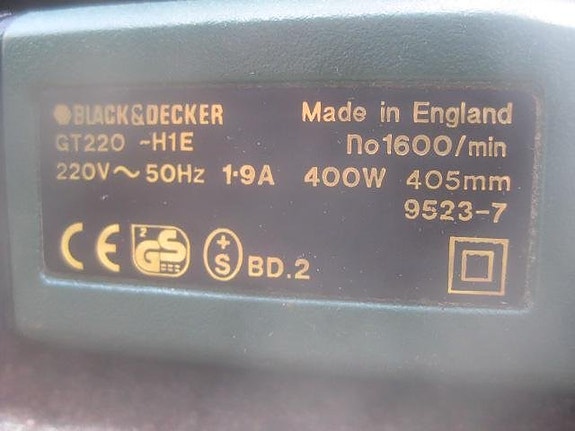 BLACK&DECKER Made in England
GT220 -H1E no1600/min
220V~50Hz 1·9A 400W 405mm
9523-7
CE 2 GS +S BD.2